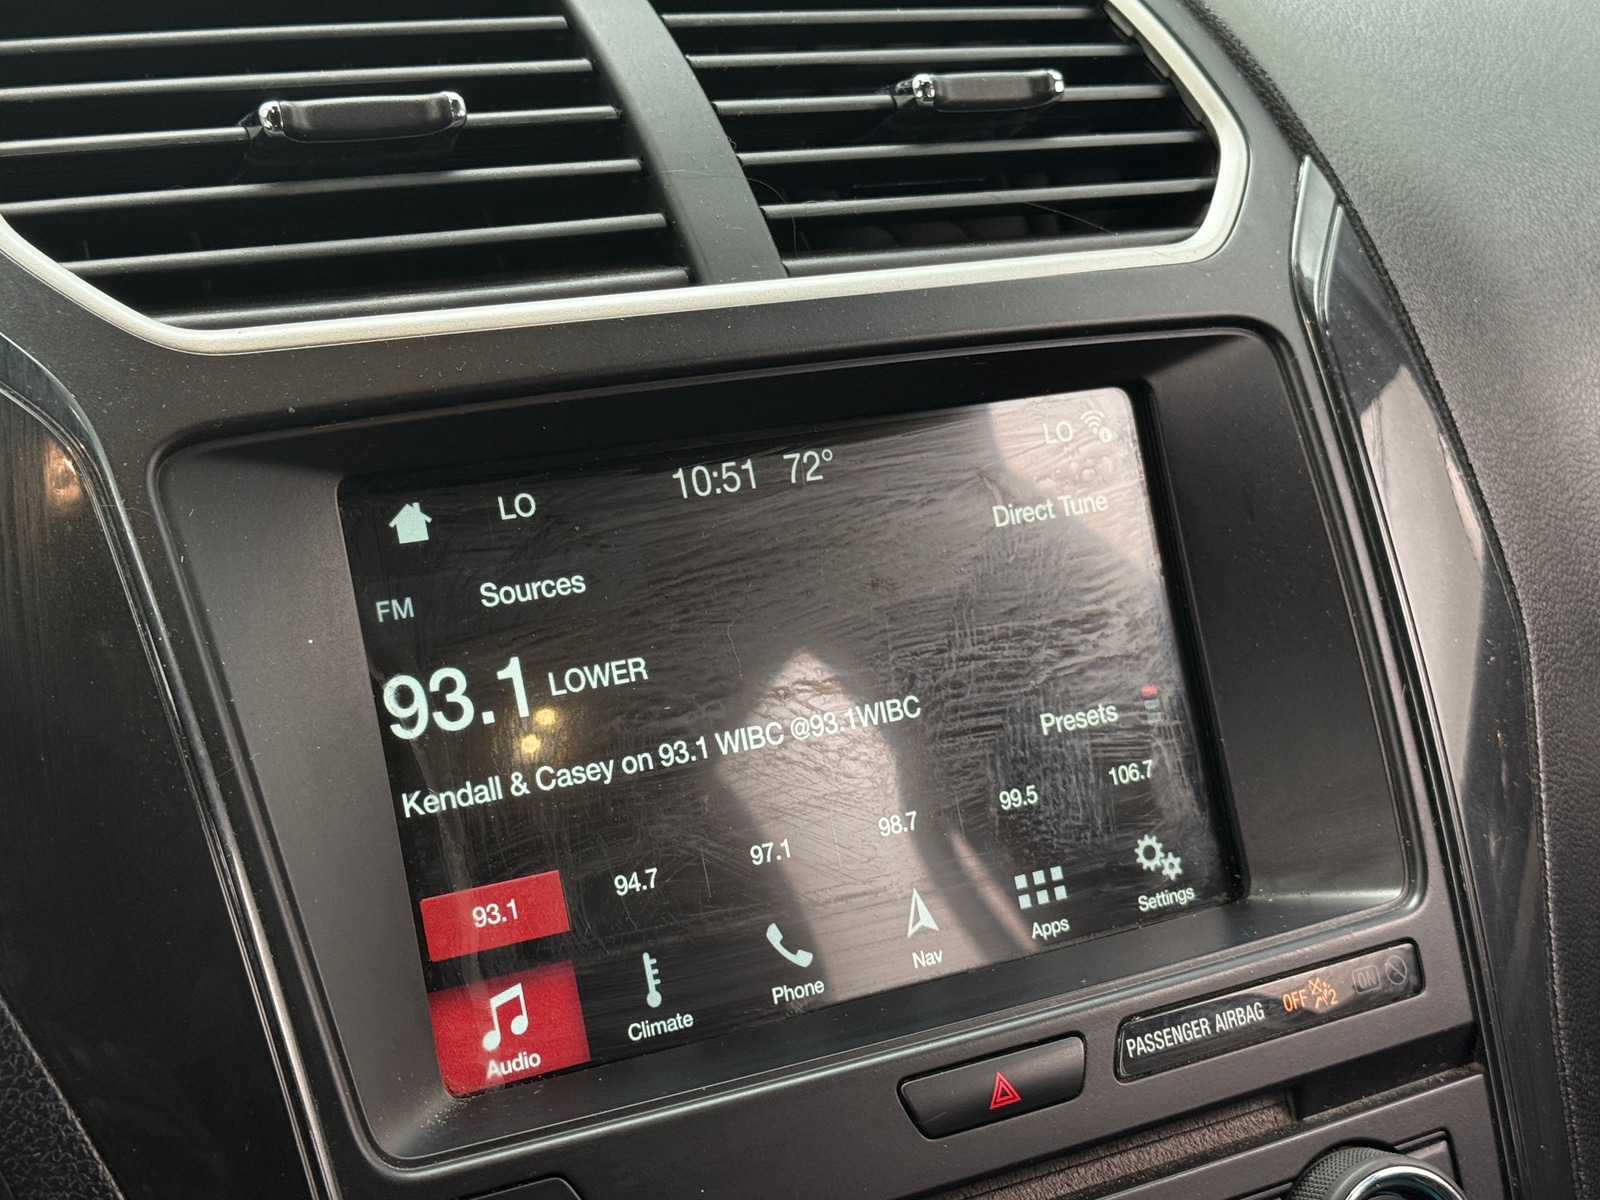 LO 10:51 72° LO
Direct Tune
FM Sources
93.1 LOWER
Kendall & Casey on 93.1 WIBC @93.1WIBC
Presets
93.1 94.7 97.1 98.7 99.5 106.7
Audio Climate Phone Nav Apps Settings
PASSENGER AIRBAG OFF 2 ON